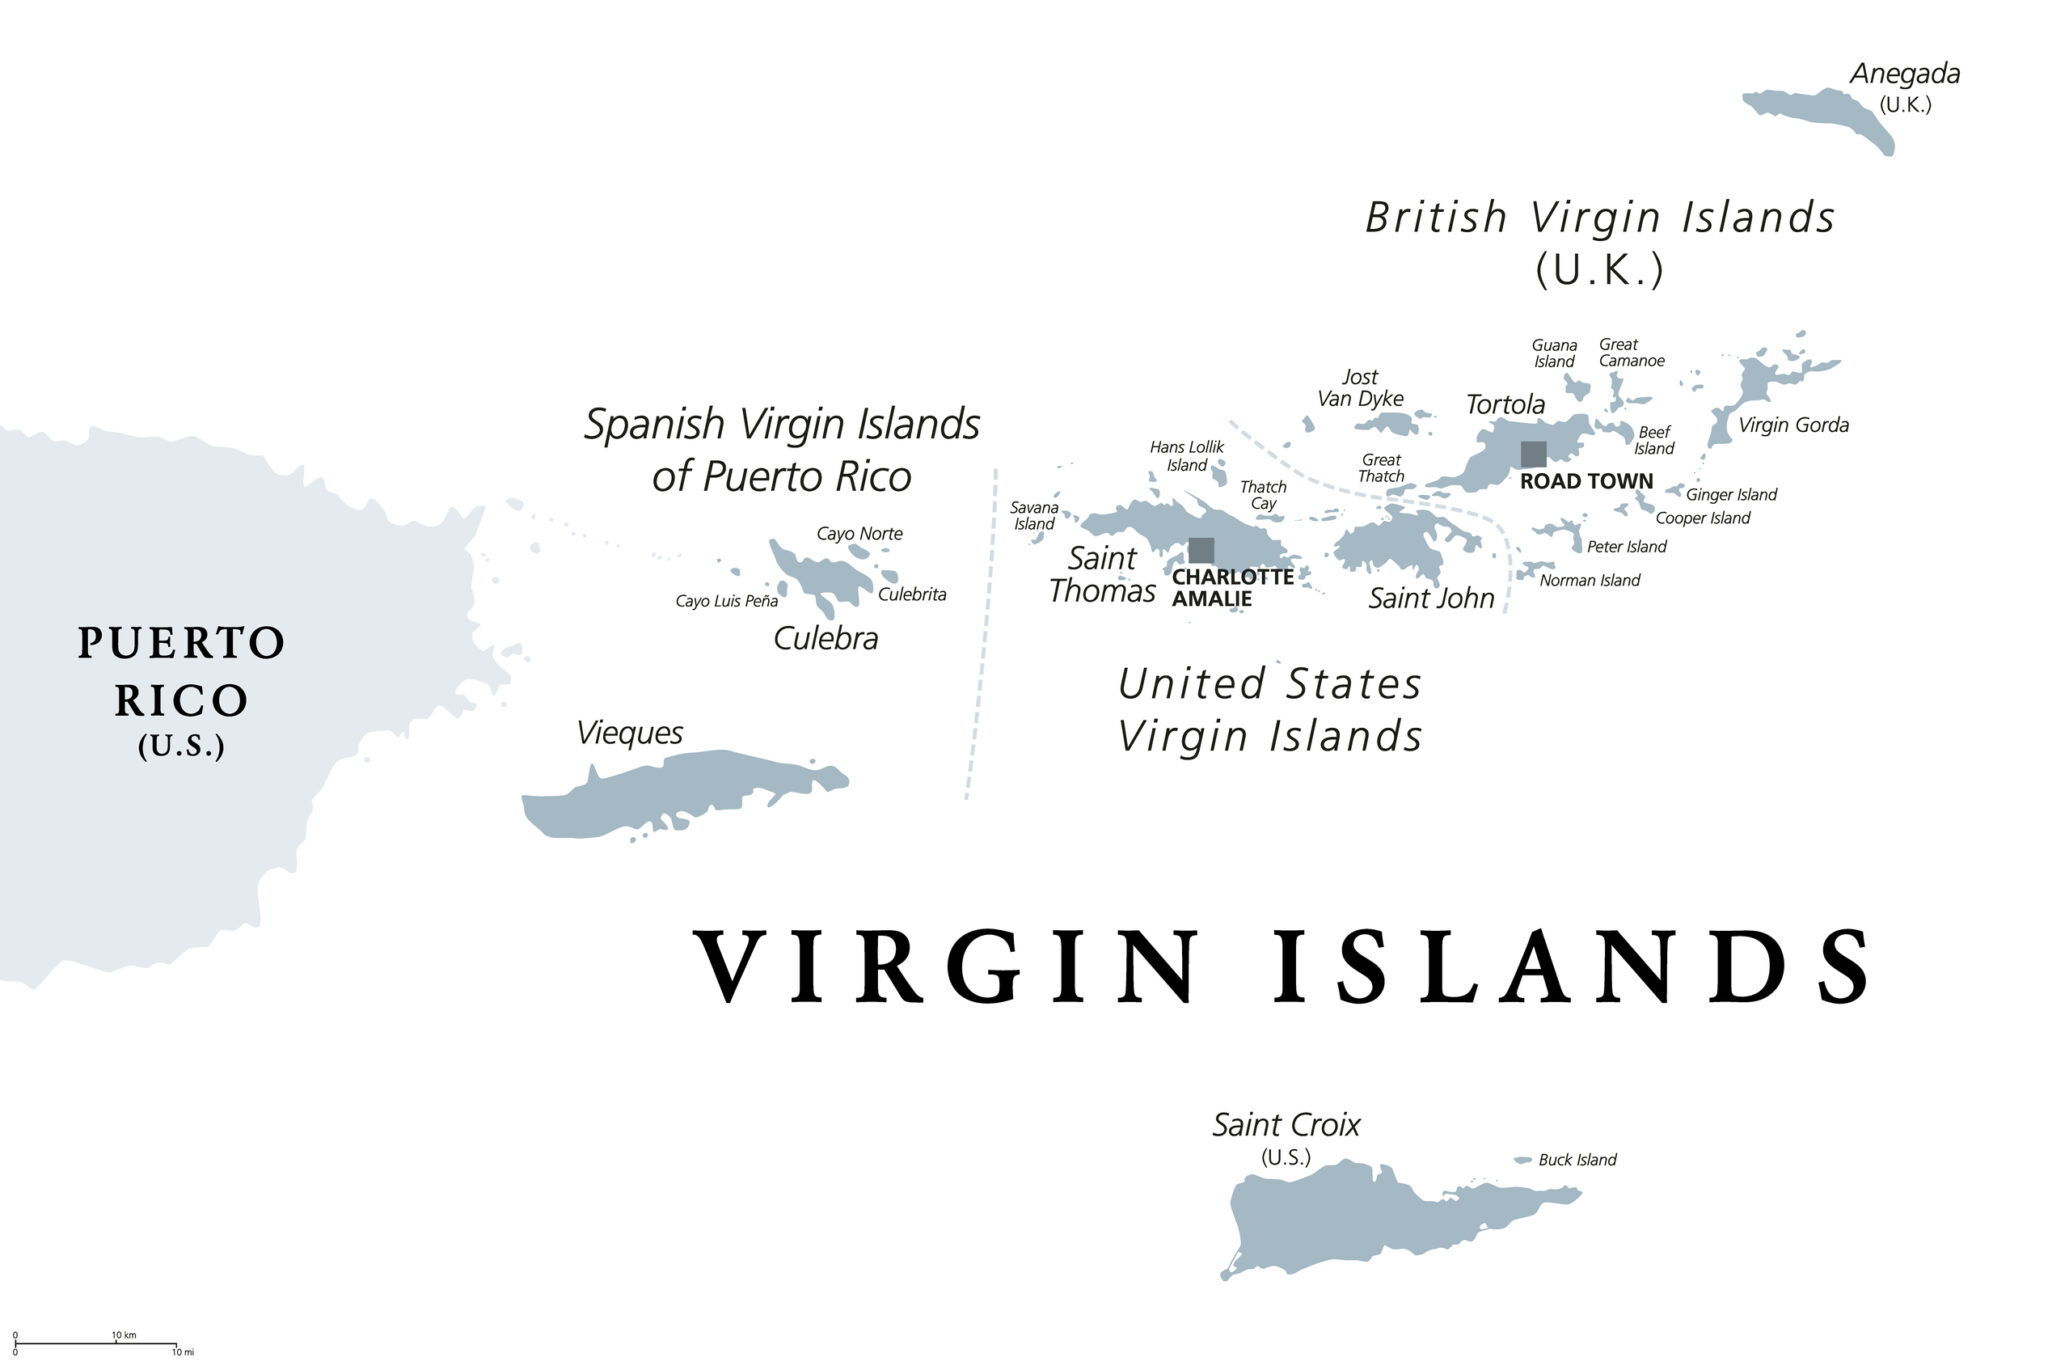 Anegada
(U.K.)
British Virgin Islands
(U.K.)
Guana
Island
Great
Camanoe
Jost
Van Dyke
Tortola
Virgin Gorda
Beef
Island
Spanish Virgin Islands
of Puerto Rico
Hans Lollik
Island
Great
Thatch
ROAD TOWN
Thatch
Cay
Ginger Island
Cooper Island
Savana
Island
Cayo Norte
Peter Island
Saint
Thomas
CHARLOTTE
AMALIE
Norman Island
Saint John
Cayo Luis Peña
Culebrita
Culebra
PUERTO
RICO
(U.S.)
United States
Virgin Islands
Vieques
VIRGIN ISLANDS
Saint Croix
(U.S.)
Buck Island
0 10 km
0 10 mi